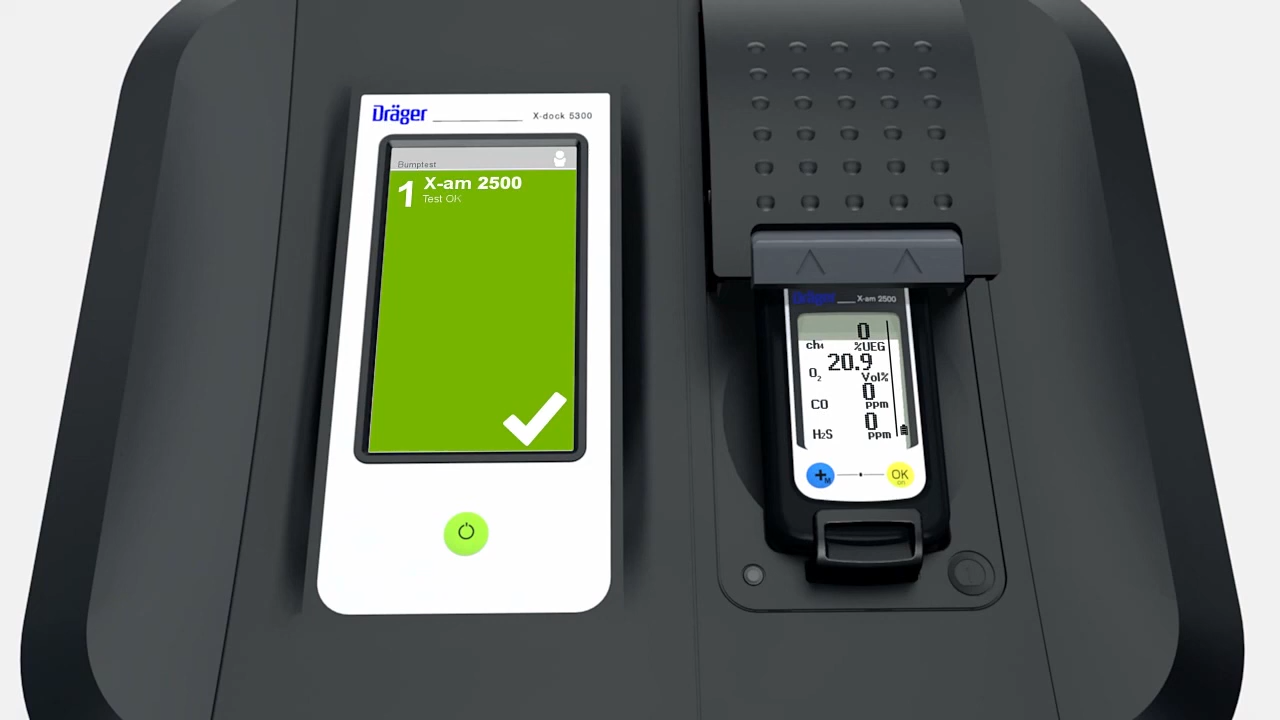 Dräger X-dock 5300
Bumptest
1 X-am 2500
Test OK
Dräger X-am 2500
0
ch4 %UEG
20.9
O2 Vol%
0
CO ppm
0
H2S ppm
+M OK
on